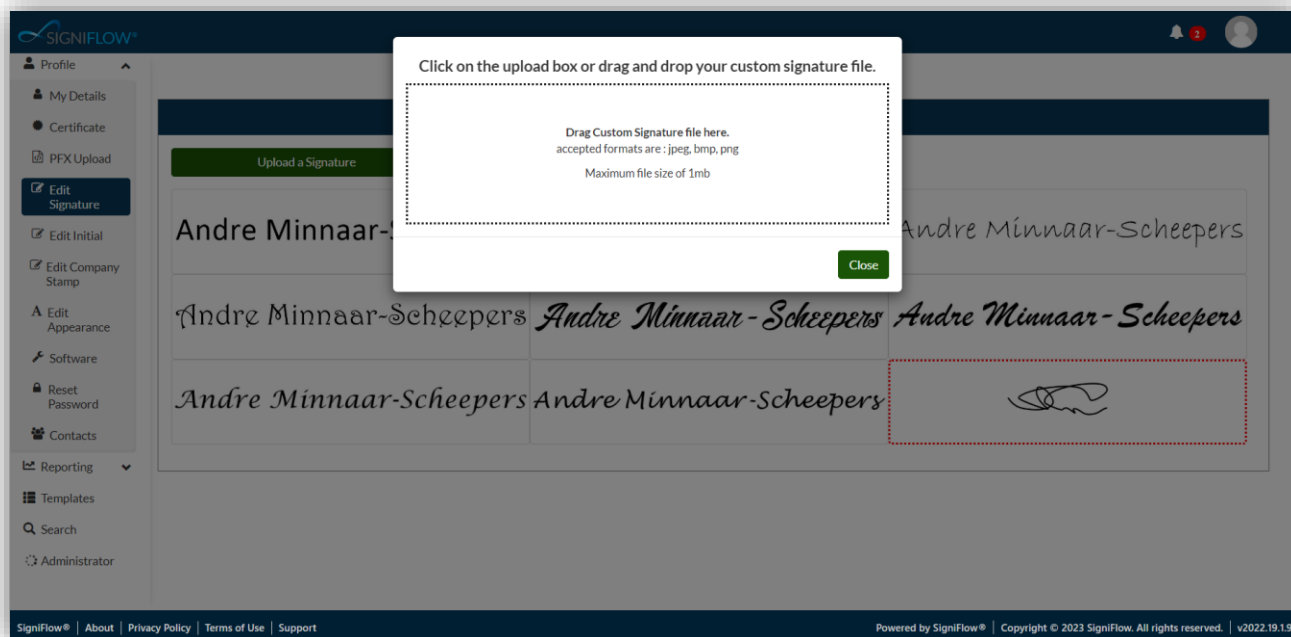 SIGNIFLOW®
2
Profile
My Details
Certificate
PFX Upload
Edit
Signature
Edit Initial
Edit Company
Stamp
A Edit
Appearance
Software
Reset
Password
Contacts
Reporting
Templates
Search
Administrator
Click on the upload box or drag and drop your custom signature file.
Drag Custom Signature file here.
accepted formats are : jpeg, bmp, png
Maximum file size of 1mb
Close
Upload a Signature
Andre Minnaar-
Andre Minnaar-Scheepers
Andre Minnaar-Scheepers
Andre Minnaar-Scheepers
Andre Minnaar-Scheepers
Andre Minnaar-Scheepers
Andre Minnaar-Scheepers
SigniFlow® | About | Privacy Policy | Terms of Use | Support
Powered by SigniFlow® | Copyright © 2023 SigniFlow. All rights reserved. | v2022.19.1.9